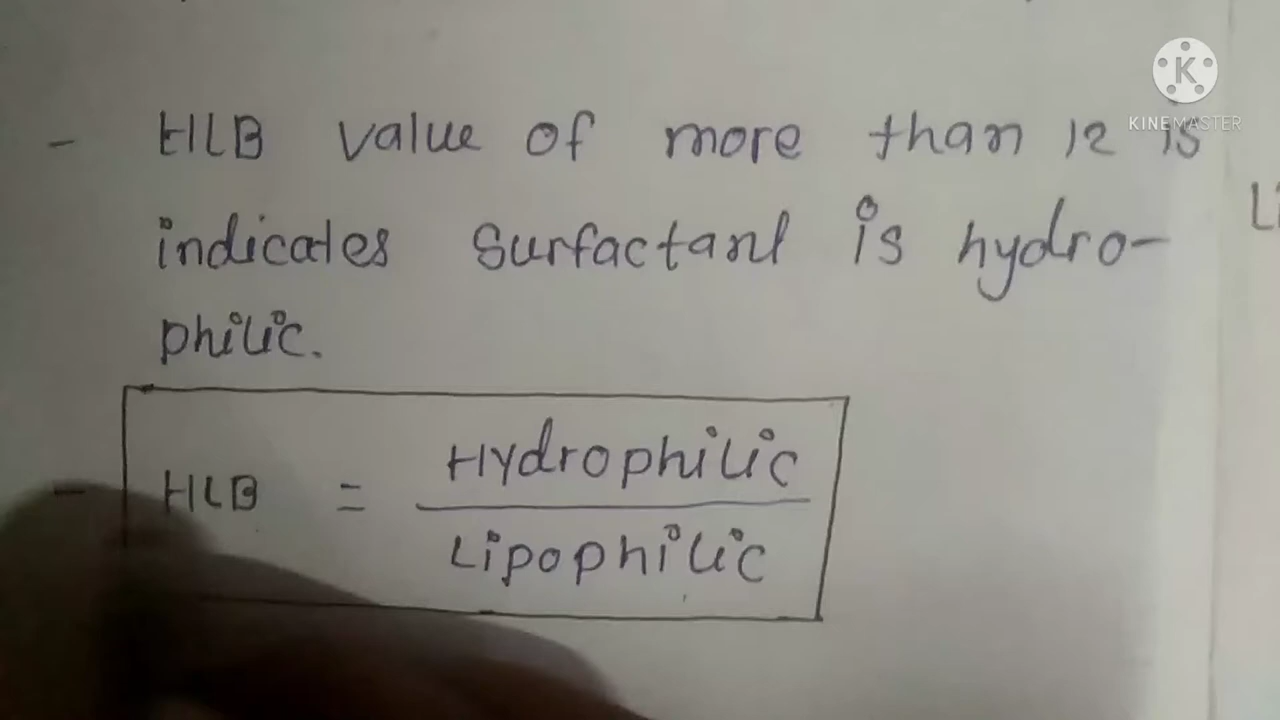 - HLB value of more than 12 is
indicates surfactant is hydro-
philic.
- HLB = Hydrophilic
Lipophilic
K
KINEMASTER